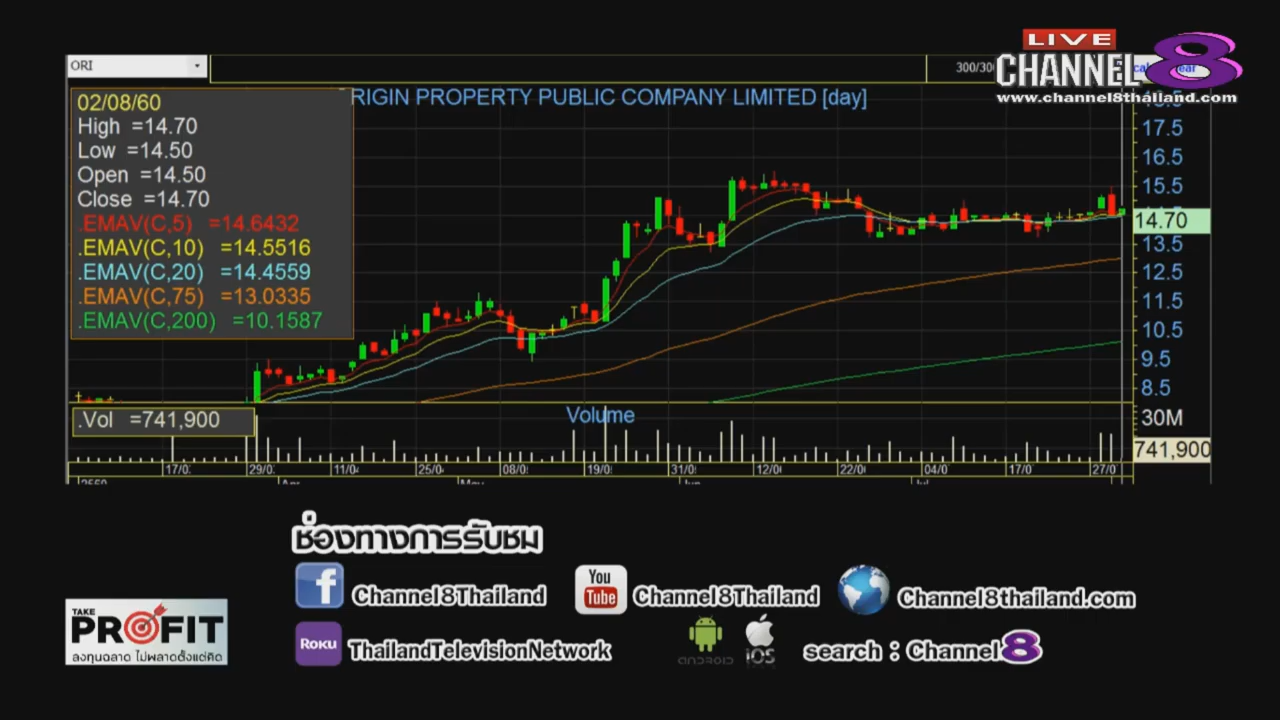 LIVE
CHANNEL 8
www.channel8thailand.com
ORI
300/300
RIGIN PROPERTY PUBLIC COMPANY LIMITED [day]
02/08/60
High =14.70
Low =14.50
Open =14.50
Close =14.70
.EMAV(C,5) =14.6432
.EMAV(C,10) =14.5516
.EMAV(C,20) =14.4559
.EMAV(C,75) =13.0335
.EMAV(C,200) =10.1587
17.5
16.5
15.5
14.70
13.5
12.5
11.5
10.5
9.5
8.5
.Vol =741,900
Volume
30M
741,900
17/0 29/0 11/0 25/0 08/0 19/0 31/0 12/0 22/0 04/0 17/0 27/0
ช่องทางการรับชม
Channel8Thailand
You Tube Channel8Thailand
Channel8thailand.com
TAKE PROFIT
ลงทุนฉลาด ไม่พลาดตั้งแต่คิด
ROKU ThailandTelevisionNetwork
ANDROID iOS
search : Channel 8